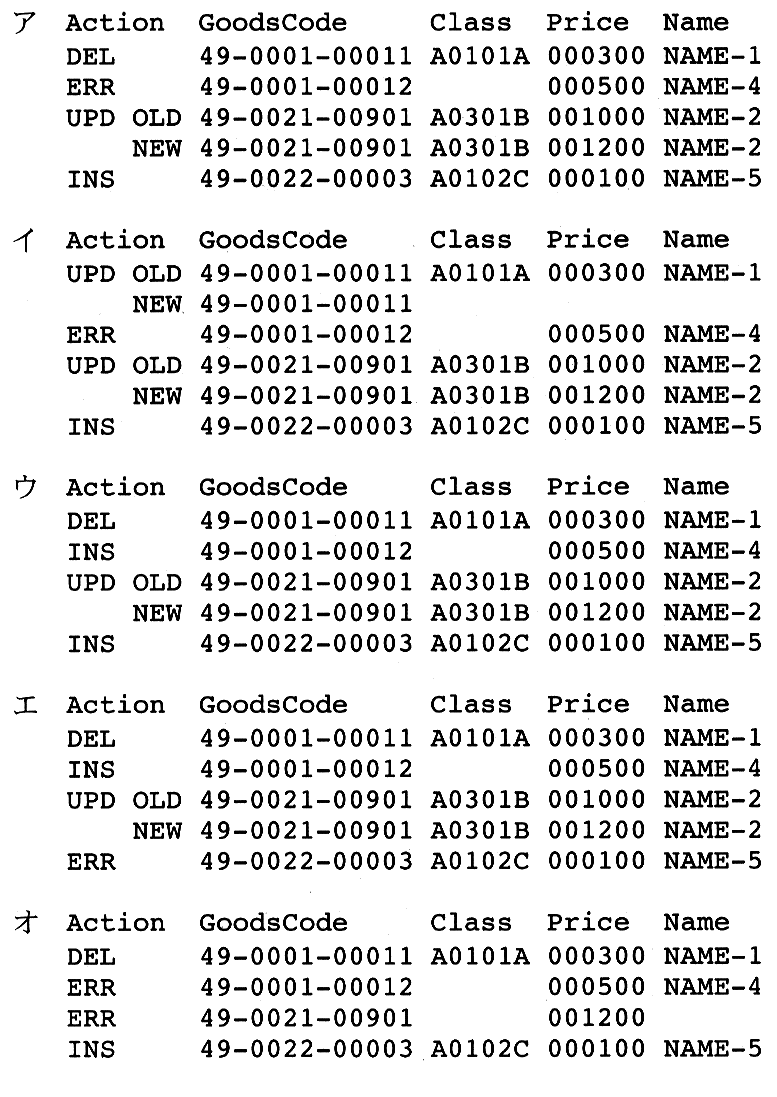 ア Action GoodsCode Class Price Name
DEL 49-0001-00011 A0101A 000300 NAME-1
ERR 49-0001-00012 000500 NAME-4
UPD OLD 49-0021-00901 A0301B 001000 NAME-2
NEW 49-0021-00901 A0301B 001200 NAME-2
INS 49-0022-00003 A0102C 000100 NAME-5
イ Action GoodsCode Class Price Name
UPD OLD 49-0001-00011 A0101A 000300 NAME-1
NEW 49-0001-00011
ERR 49-0001-00012 000500 NAME-4
UPD OLD 49-0021-00901 A0301B 001000 NAME-2
NEW 49-0021-00901 A0301B 001200 NAME-2
INS 49-0022-00003 A0102C 000100 NAME-5
ウ Action GoodsCode Class Price Name
DEL 49-0001-00011 A0101A 000300 NAME-1
INS 49-0001-00012 000500 NAME-4
UPD OLD 49-0021-00901 A0301B 001000 NAME-2
NEW 49-0021-00901 A0301B 001200 NAME-2
INS 49-0022-00003 A0102C 000100 NAME-5
エ Action GoodsCode Class Price Name
DEL 49-0001-00011 A0101A 000300 NAME-1
INS 49-0001-00012 000500 NAME-4
UPD OLD 49-0021-00901 A0301B 001000 NAME-2
NEW 49-0021-00901 A0301B 001200 NAME-2
ERR 49-0022-00003 A0102C 000100 NAME-5
オ Action GoodsCode Class Price Name
DEL 49-0001-00011 A0101A 000300 NAME-1
ERR 49-0001-00012 000500 NAME-4
ERR 49-0021-00901 001200
INS 49-0022-00003 A0102C 000100 NAME-5